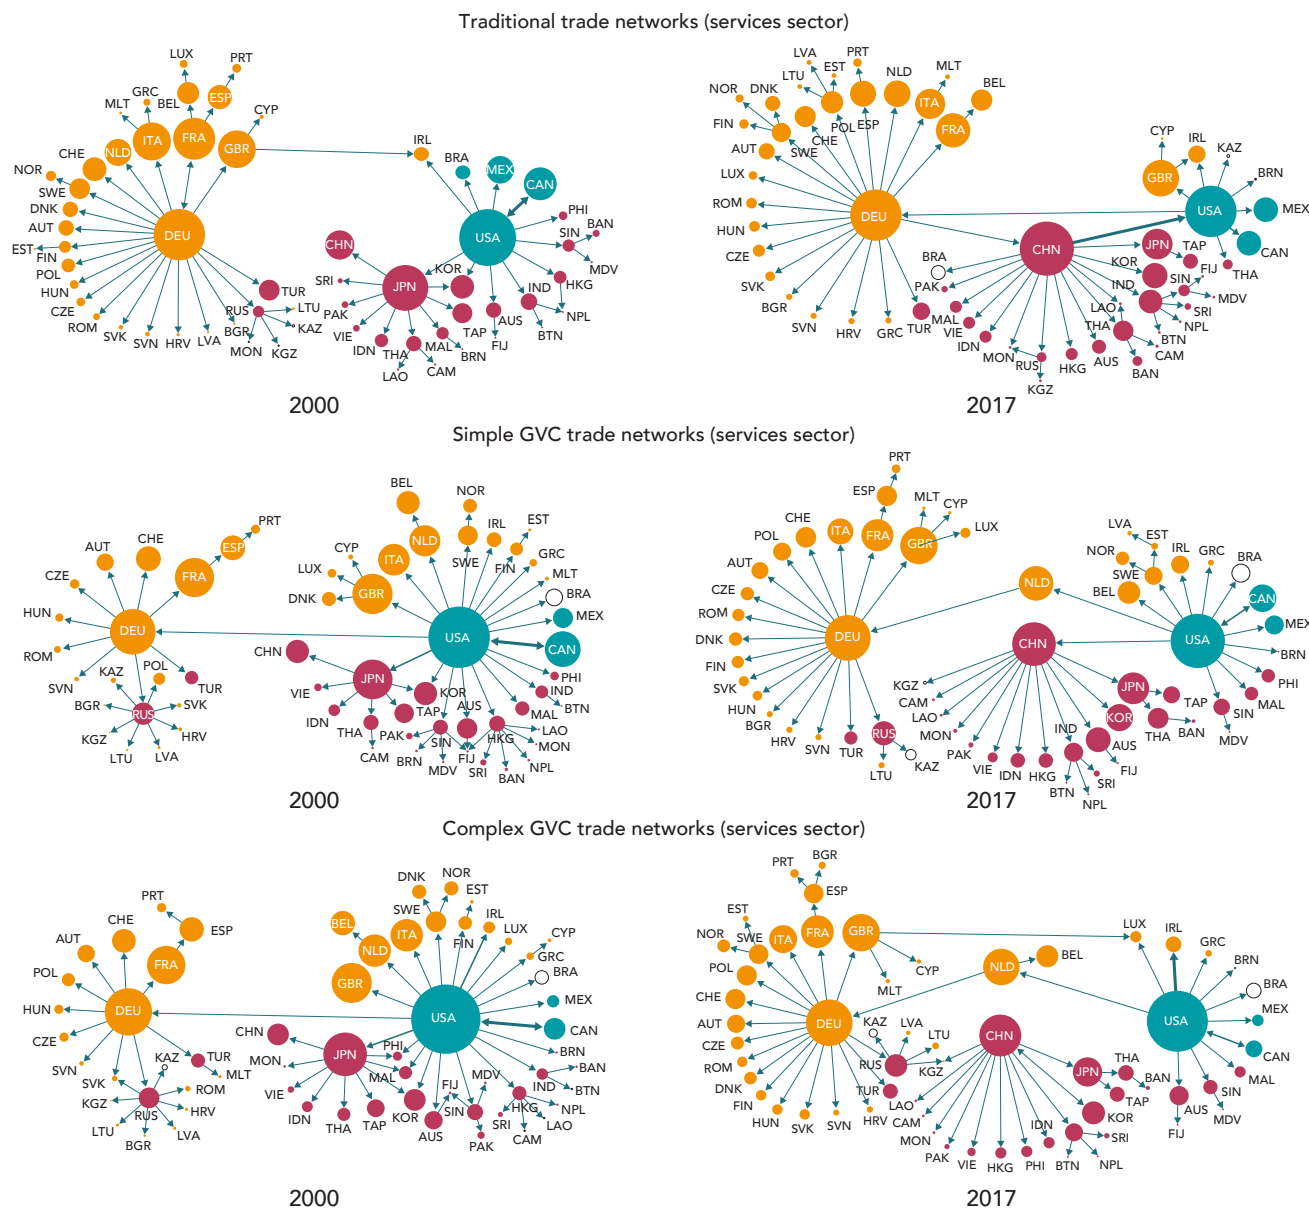 Traditional trade networks (services sector)
LUX
PRT
GRC
MLT
BEL
ESP
CYP
ITA
FRA
GBR
NLD
CHE
NOR
SWE
DNK
AUT
EST
FIN
POL
HUN
CZE
ROM
SVK
SVN
HRV
LVA
BGR
MON
KGZ
KAZ
LTU
RUS
TUR
DEU
IRL
BRA
MEX
CAN
USA
PHI
BAN
SIN
MDV
HKG
NPL
IND
BTN
AUS
FIJ
CHN
SRI
JPN
KOR
PAK
VIE
IDN
THA
LAO
MAL
CAM
BRN
TAP
2000
LVA
PRT
EST
LTU
NLD
MLT
BEL
NOR
DNK
FIN
ITA
FRA
CHE
POL
ESP
SWE
AUT
LUX
ROM
HUN
CZE
SVK
BGR
SVN
HRV
GRC
TUR
DEU
CYP
IRL
KAZ
GBR
BRN
USA
MEX
CAN
THA
CHN
JPN
TAP
KOR
SIN
FIJ
IND
MDV
SRI
NPL
BTN
LAO
THA
CAM
BAN
AUS
HKG
RUS
KGZ
MON
IDN
VIE
MAL
PAK
BRA
2017
Simple GVC trade networks (services sector)
PRT
ESP
CHE
AUT
FRA
CZE
HUN
ROM
DEU
SVN
KAZ
POL
TUR
BGR
RUS
SVK
HRV
KGZ
LTU
LVA
BEL
NOR
NLD
IRL
EST
SWE
FIN
GRC
CYP
ITA
MLT
LUX
DNK
GBR
BRA
MEX
USA
CAN
CHN
JPN
PHI
IND
BTN
VIE
IDN
THA
CAM
KOR
TAP
PAK
AUS
MAL
SIN
BRN
MDV
FIJ
HKG
LAO
MON
NPL
BAN
SRI
2000
PRT
ESP
MLT
CYP
LUX
CHE
ITA
FRA
GBR
POL
AUT
CZE
ROM
DNK
DEU
FIN
SVK
HUN
BGR
HRV
SVN
TUR
RUS
KAZ
LTU
NLD
LVA
EST
NOR
IRL
GRC
BRA
SWE
BEL
CAN
MEX
USA
BRN
PHI
MAL
SIN
MDV
CHN
KGZ
CAM
LAO
MON
PAK
VIE
IDN
HKG
IND
BTN
NPL
SRI
AUS
FIJ
KOR
JPN
TAP
THA
BAN
2017
Complex GVC trade networks (services sector)
PRT
ESP
CHE
AUT
FRA
POL
HUN
DEU
CZE
SVN
SVK
KAZ
TUR
MLT
KGZ
RUS
ROM
HRV
LTU
BGR
LVA
DNK
NOR
EST
BEL
SWE
IRL
NLD
ITA
FIN
LUX
CYP
GRC
GBR
BRA
MEX
USA
CAN
CHN
JPN
PHI
BRN
BAN
MON
MAL
MDV
IND
BTN
VIE
FIJ
IDN
THA
TAP
KOR
AUS
SIN
PAK
HKG
SRI
CAM
NPL
LAO
2000
BGR
PRT
ESP
EST
NOR
SWE
ITA
FRA
GBR
POL
CHE
AUT
CZE
ROM
DNK
FIN
HUN
SVK
SVN
HRV
DEU
MLT
CYP
KAZ
LVA
LTU
RUS
KGZ
TUR
NLD
BEL
LUX
IRL
GRC
BRN
BRA
MEX
USA
CAN
MAL
SIN
MDV
AUS
FIJ
CHN
LAO
CAM
MON
PAK
VIE
HKG
PHI
IDN
BTN
NPL
SRI
KOR
JPN
THA
BAN
TAP
2017